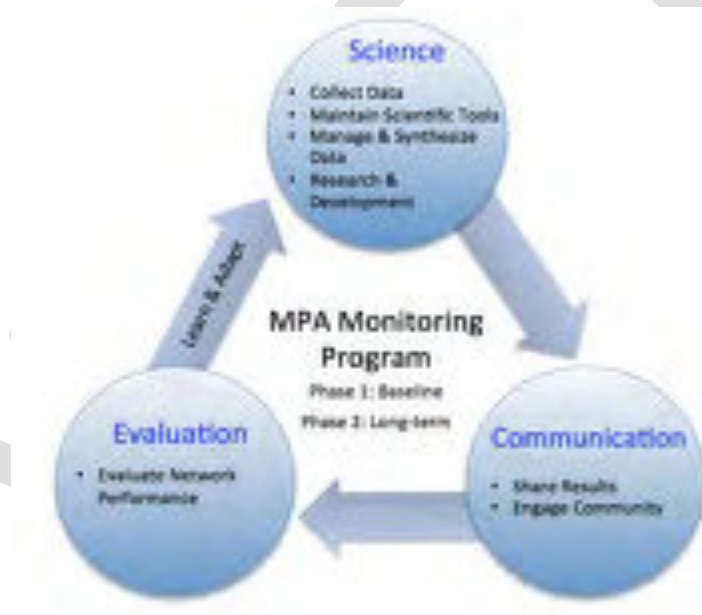 Science
• Collect Data
• Maintain Scientific Tools
• Manage & Synthesize
Data
• Research &
Development
Learn & Adapt
MPA Monitoring
Program
Phase 1: Baseline
Phase 2: Long-term
Evaluation
• Evaluate Network
Performance
Communication
• Share Results
• Engage Community